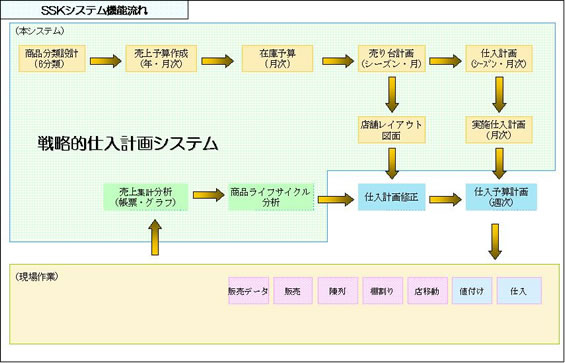 SSKシステム機能流れ
(本システム)
商品分類設計
(6分類)
売上予算作成
(年・月次)
在庫予算
(月次)
売り台計画
(シーズン・月)
仕入計画
(シーズン・月次)
店舗レイアウト
図面
実施仕入計画
(月次)
戦略的仕入計画システム
売上集計分析
(帳票・グラフ)
商品ライフサイクル
分析
仕入計画修正
仕入予算計画
(週次)
(現場作業)
販売データ
販売
陳列
棚割り
店移動
値付け
仕入